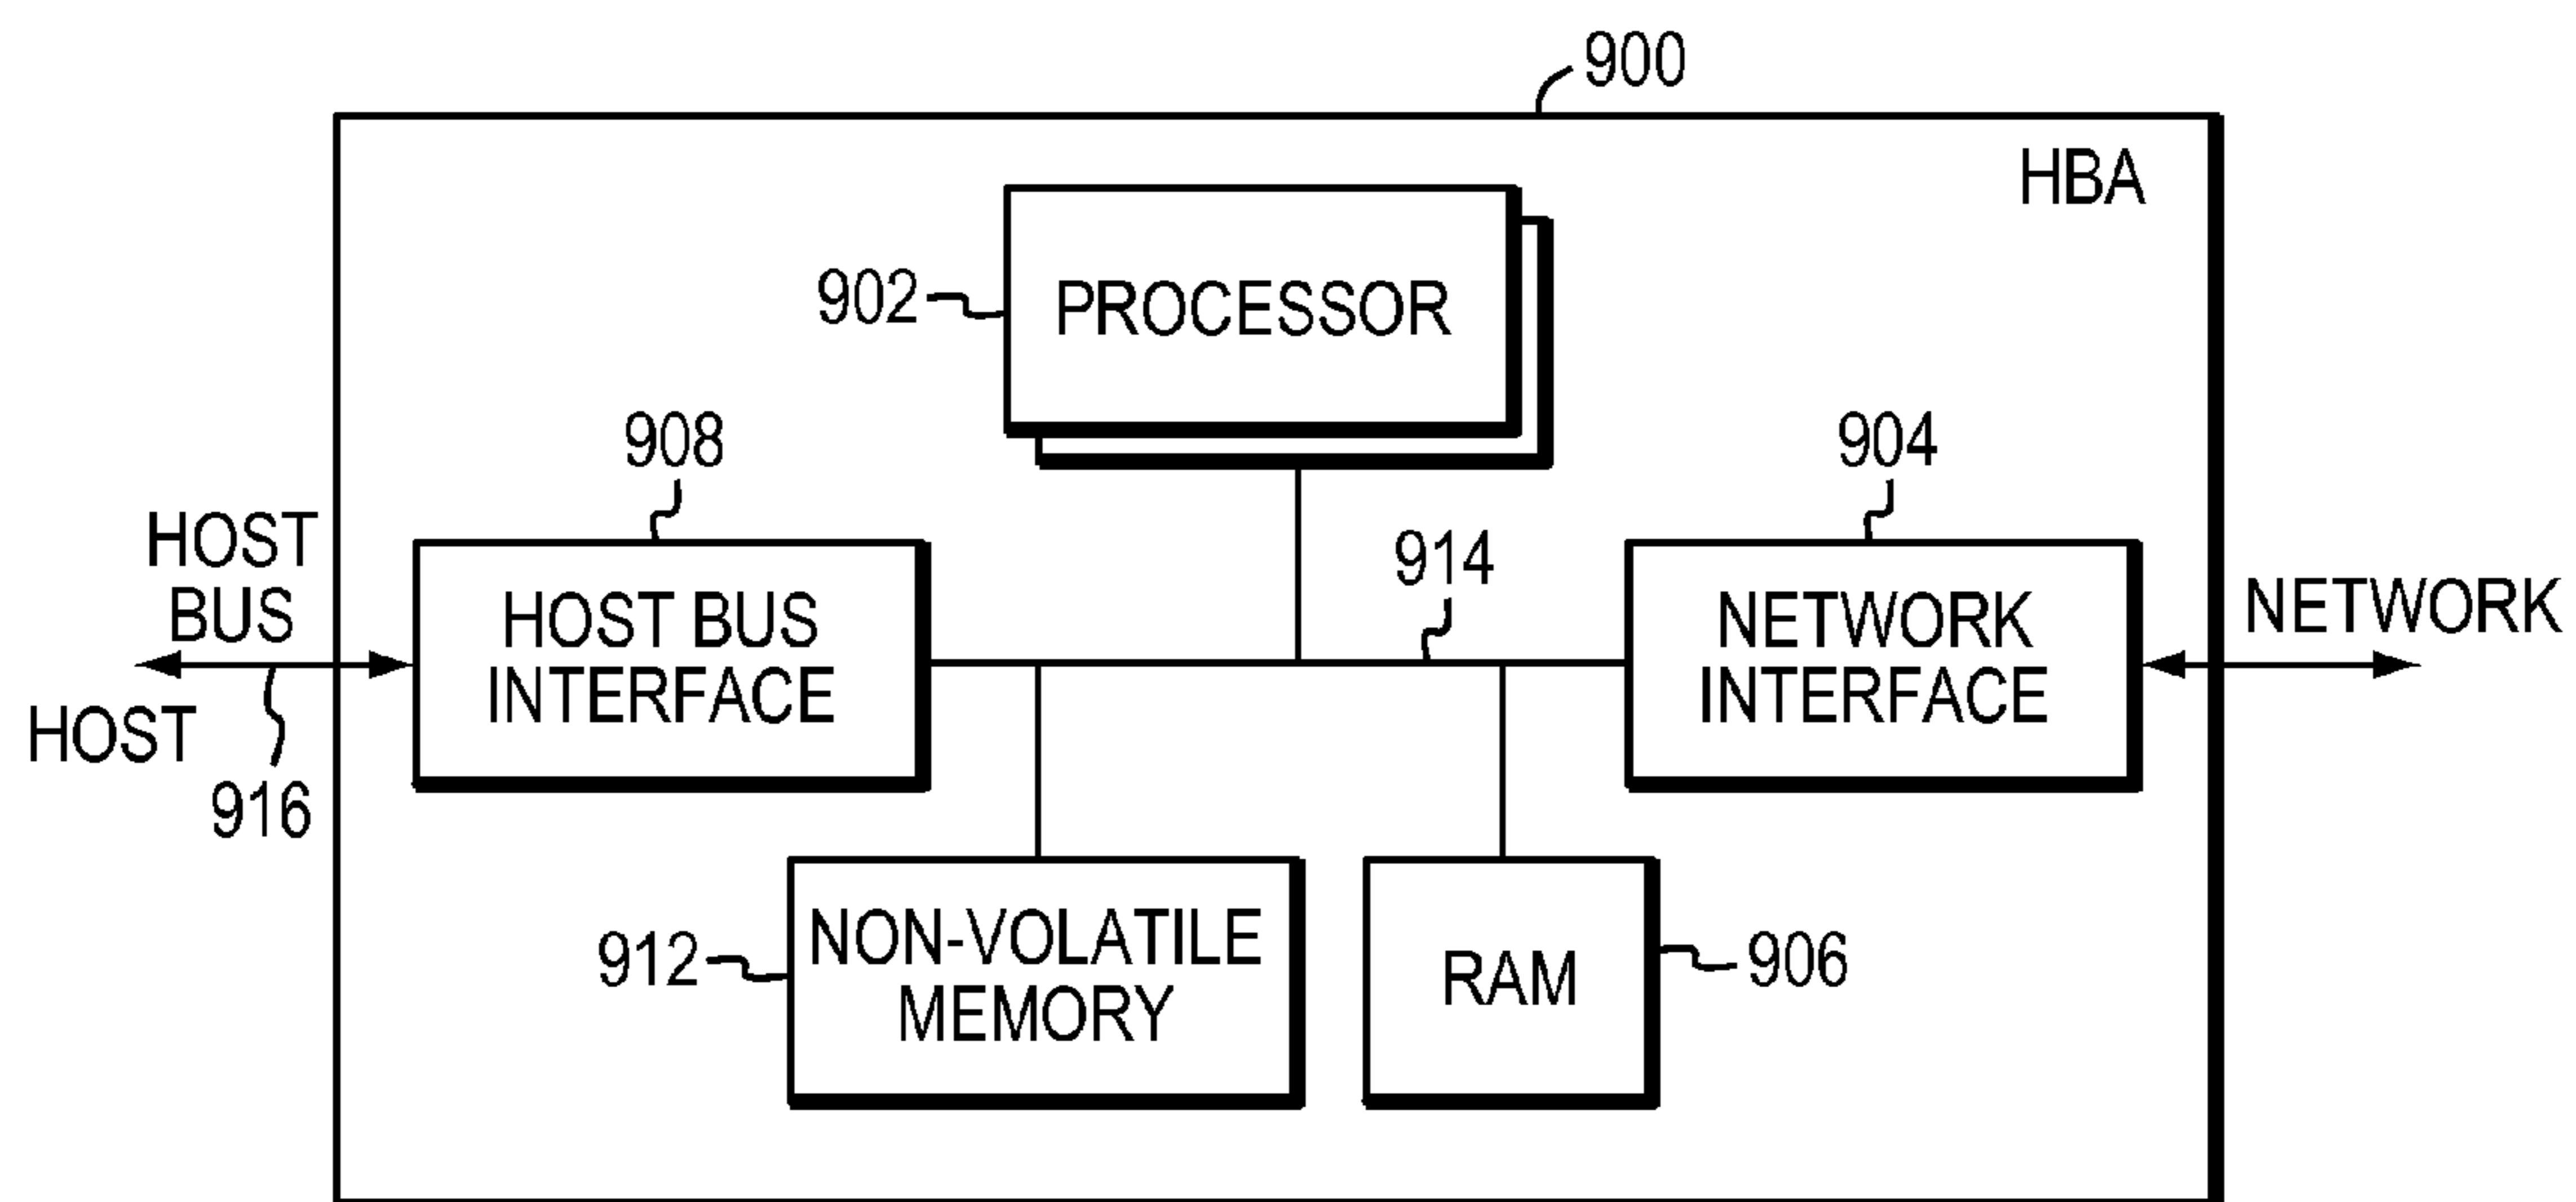 900
HBA
902
PROCESSOR
908
904
914
HOST
BUS
HOST BUS
INTERFACE
NETWORK
INTERFACE
NETWORK
HOST
916
912
NON-VOLATILE
MEMORY
RAM
906